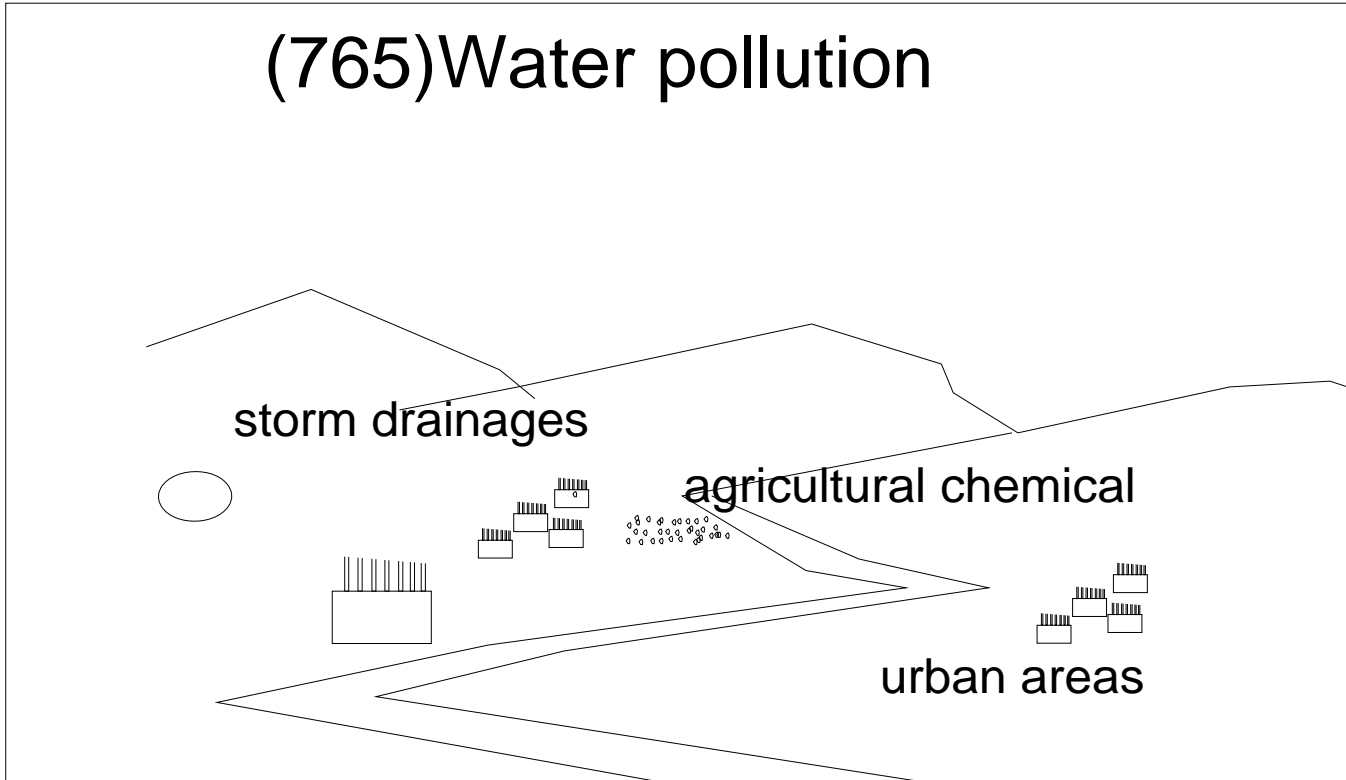 (765)Water pollution
storm drainages
agricultural chemical
urban areas